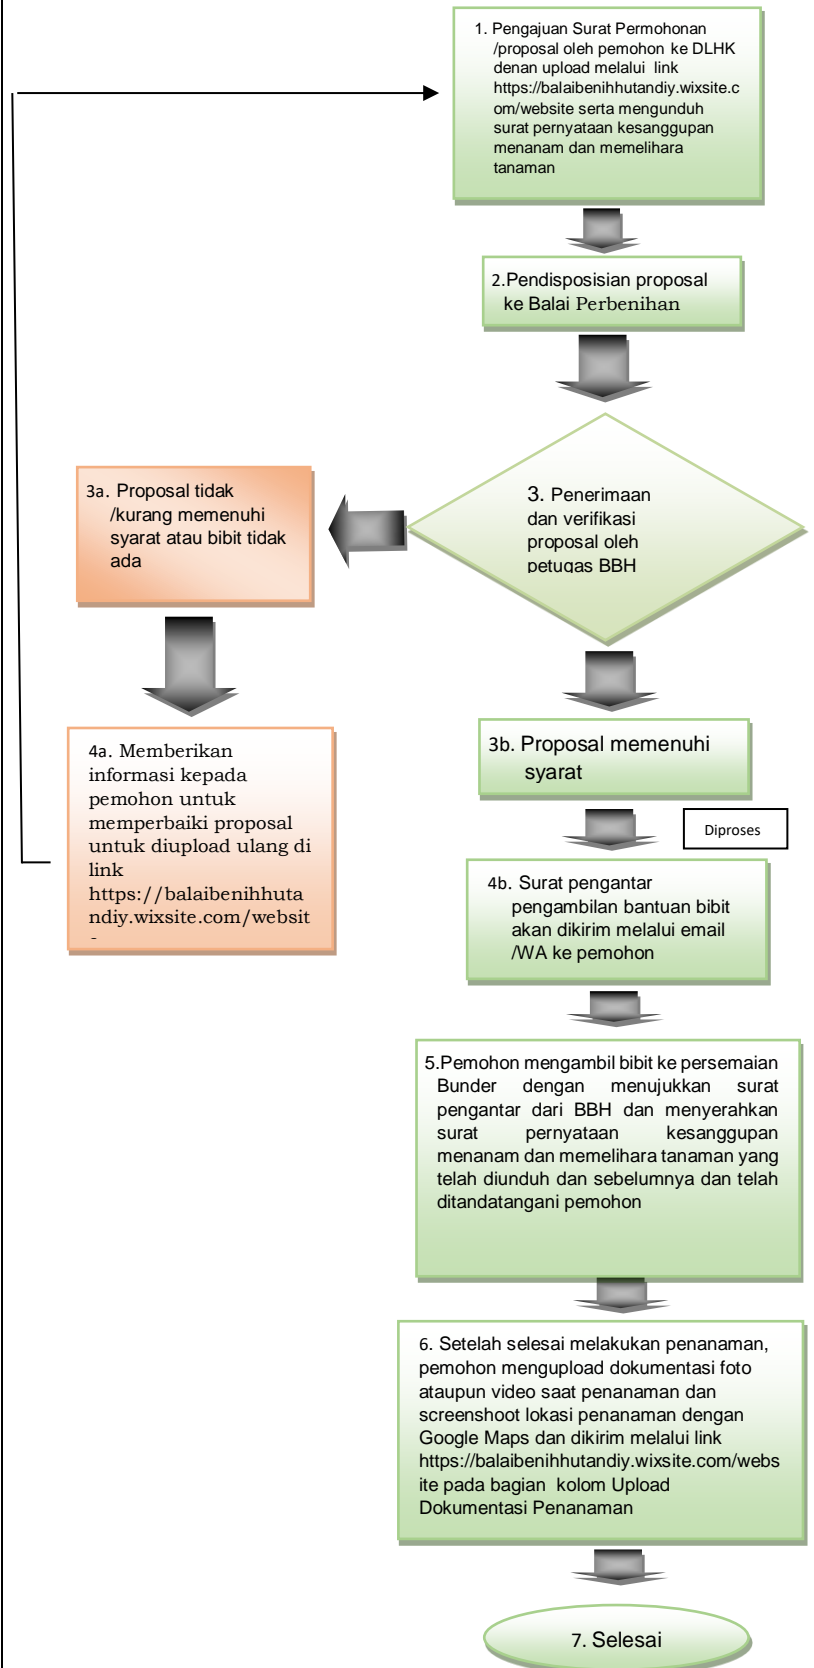 1. Pengajuan Surat Permohonan
/proposal oleh pemohon ke DLHK
denan upload melalui link
https://balaibenihhutandiy.wixsite.c
om/website serta mengunduh
surat pernyataan kesanggupan
menanam dan memelihara
tanaman
2.Pendisposisian proposal
ke Balai Perbenihan
3. Penerimaan
dan verifikasi
proposal oleh
petugas BBH
3a. Proposal tidak
/kurang memenuhi
syarat atau bibit tidak
ada
4a. Memberikan
informasi kepada
pemohon untuk
memperbaiki proposal
untuk diupload ulang di
link
https://balaibenihhuta
ndiy.wixsite.com/websit
3b. Proposal memenuhi
syarat
Diproses
4b. Surat pengantar
pengambilan bantuan bibit
akan dikirim melalui email
/WA ke pemohon
5.Pemohon mengambil bibit ke persemaian
Bunder dengan menujukkan surat
pengantar dari BBH dan menyerahkan
surat pernyataan kesanggupan
menanam dan memelihara tanaman yang
telah diunduh dan sebelumnya dan telah
ditandatangani pemohon
6. Setelah selesai melakukan penanaman,
pemohon mengupload dokumentasi foto
ataupun video saat penanaman dan
screenshoot lokasi penanaman dengan
Google Maps dan dikirim melalui link
https://balaibenihhutandiy.wixsite.com/webs
ite pada bagian kolom Upload
Dokumentasi Penanaman
7. Selesai